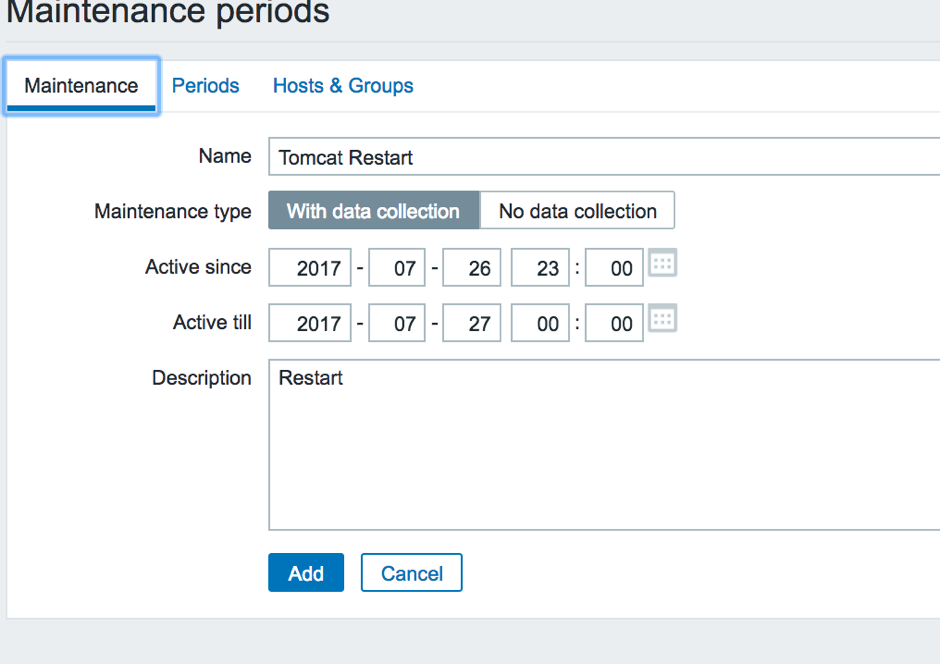 Maintenance periods
Maintenance Periods Hosts & Groups
Name Tomcat Restart
Maintenance type With data collection No data collection
Active since 2017 - 07 - 26 23 : 00
Active till 2017 - 07 - 27 00 : 00
Description Restart
Add Cancel